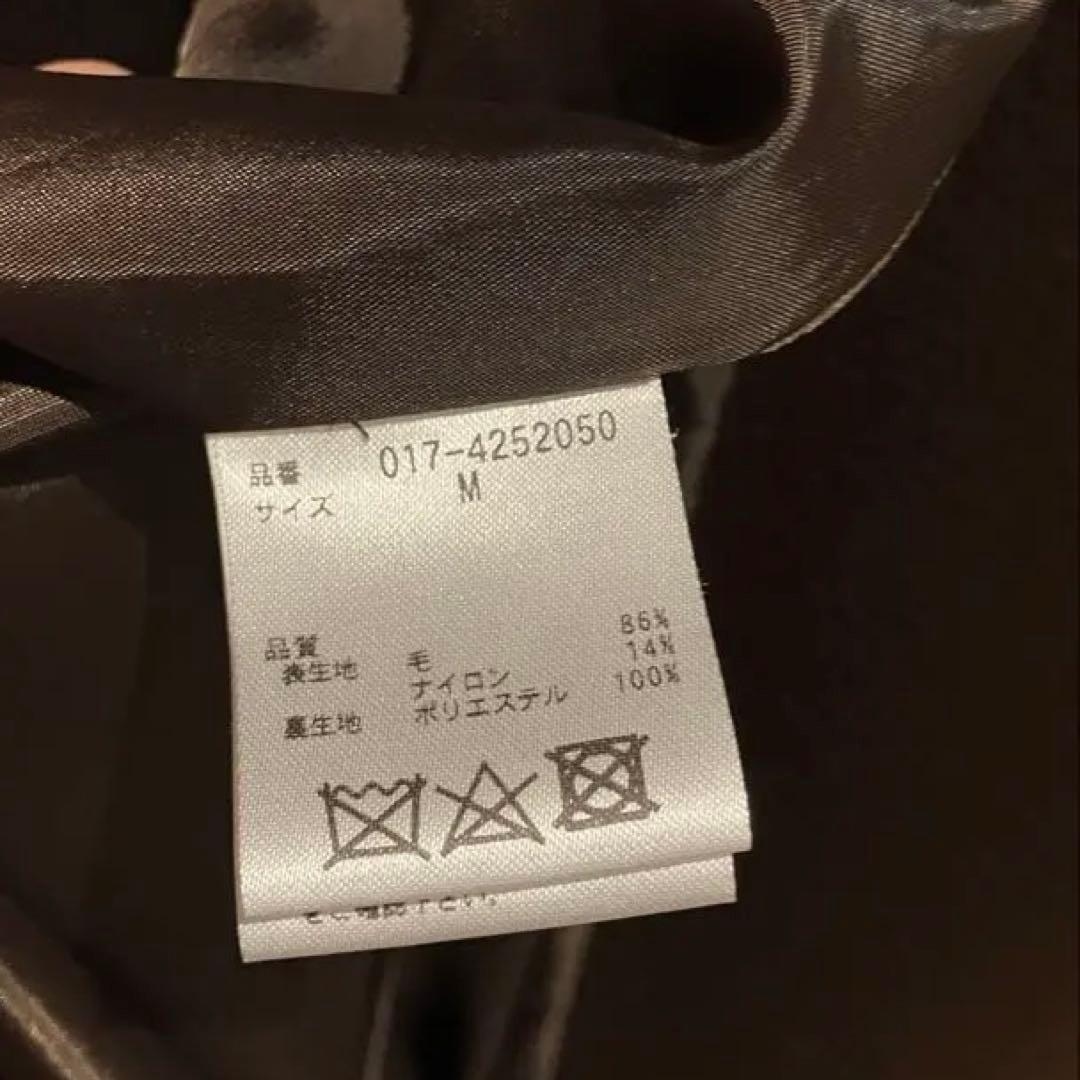 品番 017-4252050
サイズ M
品質
表生地 毛 86%
ナイロン 14%
裏生地 ポリエステル 100%